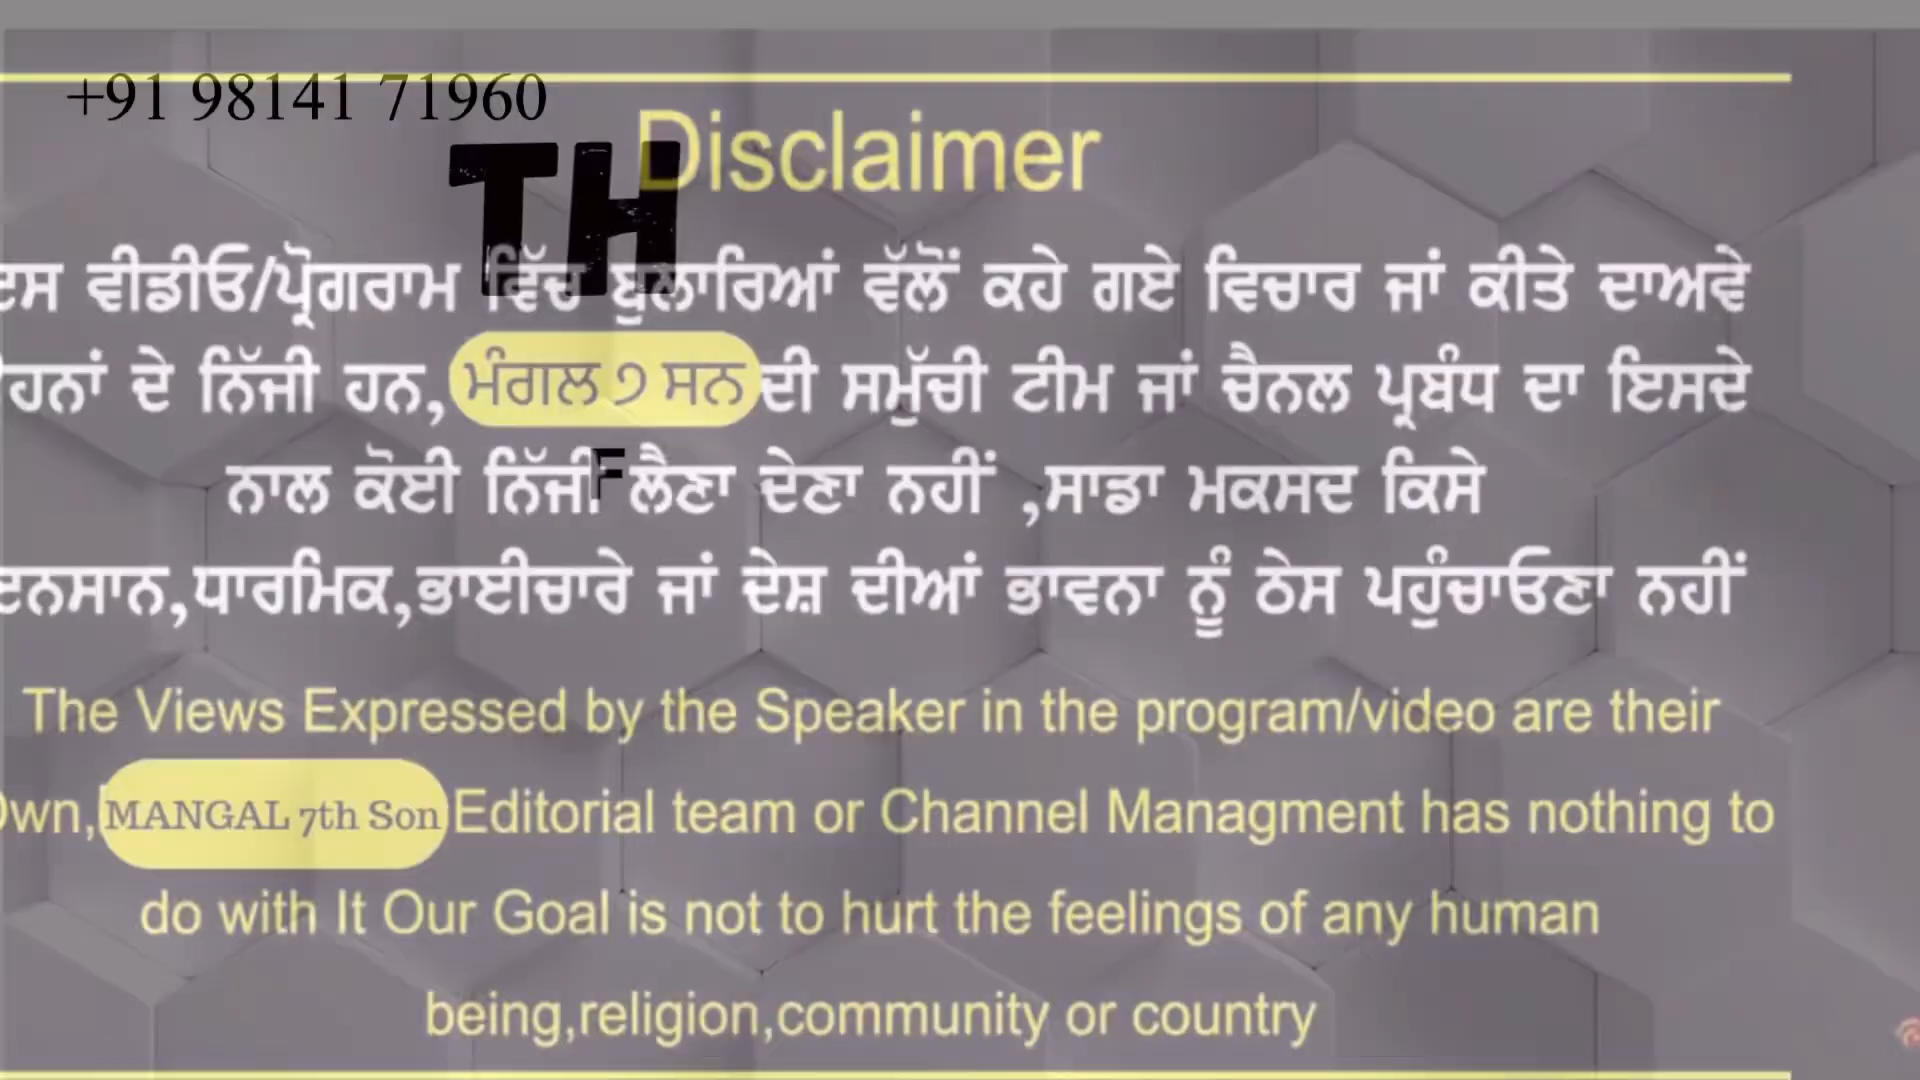 +91 98141 71960
Disclaimer
TH
ਇਸ ਵੀਡੀਓ/ਪ੍ਰੋਗਰਾਮ ਵਿੱਚ ਬੁਲਾਰਿਆਂ ਵੱਲੋਂ ਕਹੇ ਗਏ ਵਿਚਾਰ ਜਾਂ ਕੀਤੇ ਦਾਅਵੇ
ਦੇ ਨਿੱਜੀ ਹਨ, ਮੰਗਲ ੭ ਸਨ ਦੀ ਸਮੁੱਚੀ ਟੀਮ ਜਾਂ ਚੈਨਲ ਪ੍ਰਬੰਧ ਦਾ ਇਸਦੇ
ਨਾਲ ਕੋਈ ਨਿੱਜੀ ਲੈਣਾ ਦੇਣਾ ਨਹੀਂ ,ਸਾਡਾ ਮਕਸਦ ਕਿਸੇ
F
ਇਨਸਾਨ,ਧਾਰਮਿਕ,ਭਾਈਚਾਰੇ ਜਾਂ ਦੇਸ਼ ਦੀਆਂ ਭਾਵਨਾ ਨੂੰ ਠੇਸ ਪਹੁੰਚਾਓਣਾ ਨਹੀਂ
The Views Expressed by the Speaker in the program/video are their
Own, MANGAL 7th Son Editorial team or Channel Managment has nothing to
do with It Our Goal is not to hurt the feelings of any human
being,religion,community or country